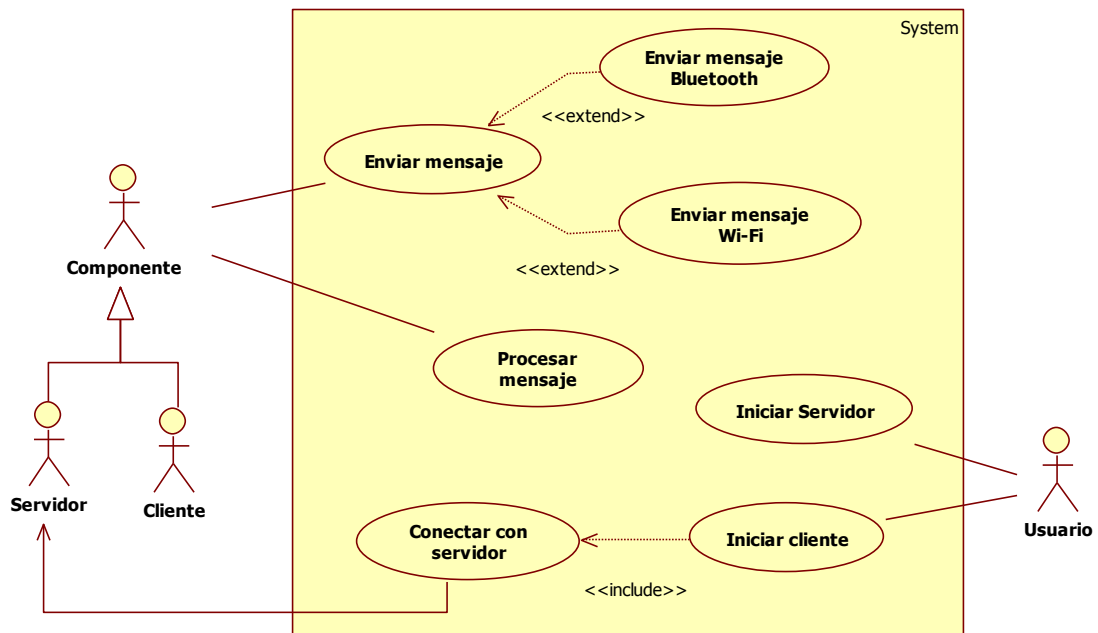 System
Enviar mensaje
Bluetooth
<<extend>>
Enviar mensaje
Enviar mensaje
Wi-Fi
<<extend>>
Componente
Procesar
mensaje
Iniciar Servidor
Servidor
Cliente
Usuario
Conectar con
servidor
Iniciar cliente
<<include>>